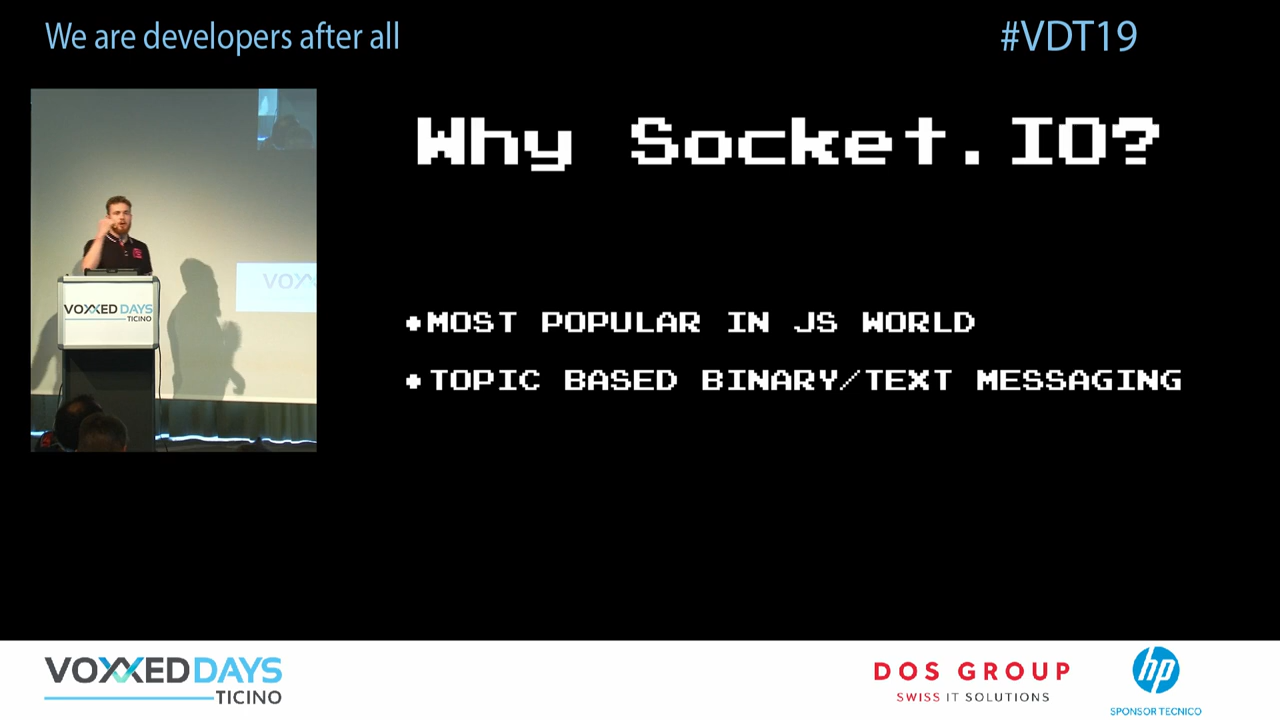 We are developers after all
#VDT19
Why Socket.IO?
•MOST POPULAR IN JS WORLD
•TOPIC BASED BINARY/TEXT MESSAGING
VOXXED DAYS
TICINO
VOXX
VOXXED DAYS
TICINO
DOS GROUP
SWISS IT SOLUTIONS
hp
SPONSOR TECNICO